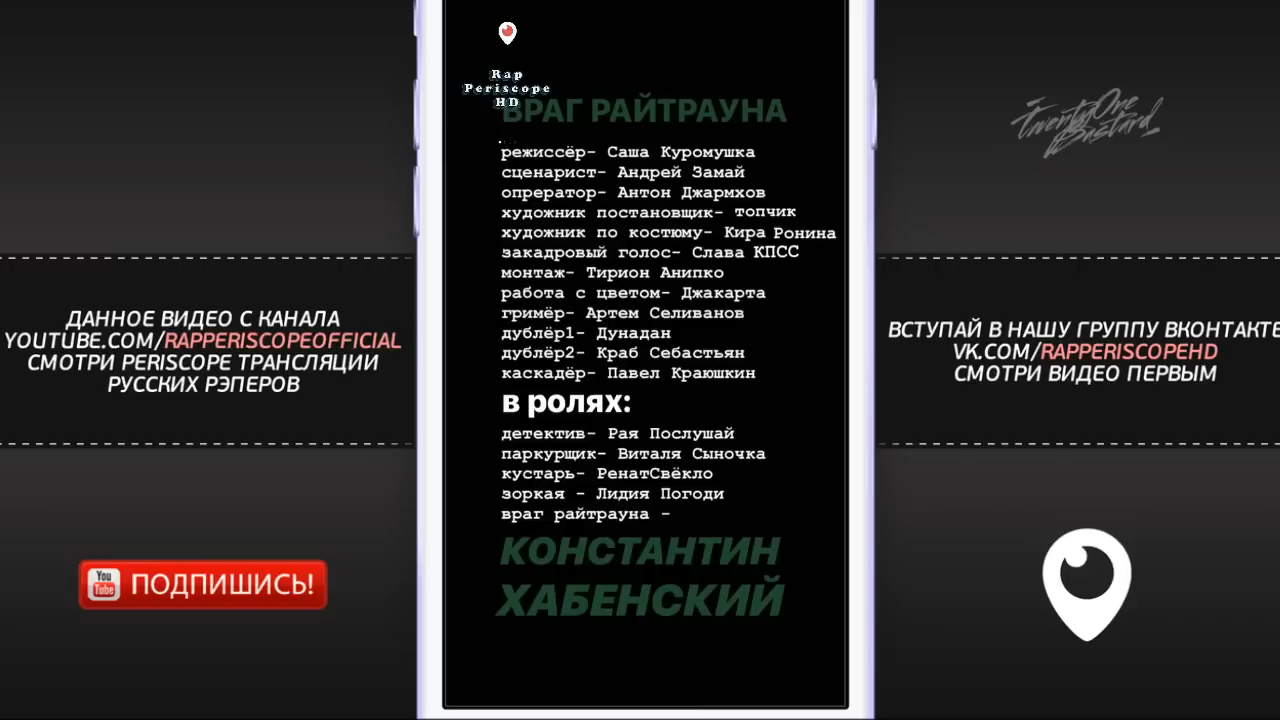 Rap
Periscope
HD
ВРАГ РАЙТРАУНА
режиссёр- Саша Куромушка
сценарист- Андрей Замай
опрератор- Антон Джармхов
художник постановщик- топчик
художник по костюму- Кира Ронина
закадровый голос- Слава КПСС
монтаж- Тирион Анипко
работа с цветом- Джакарта
гримёр- Артем Селиванов
дублёр1- Дунадан
дублёр2- Краб Себастьян
каскадёр- Павел Краюшкин
в ролях:
детектив- Рая Послушай
паркурщик- Виталя Сыночка
кустарь- РенатСвёкло
зоркая - Лидия Погоди
враг райтрауна -
КОНСТАНТИН
ХАБЕНСКИЙ
ДАННОЕ ВИДЕО С КАНАЛА
YOUTUBE.COM/RAPPERISCOPEOFFICIAL
СМОТРИ PERISCOPE ТРАНСЛЯЦИИ
РУССКИХ РЭПЕРОВ
You
Tube
ПОДПИШИСЬ!
TwentyOne
Bastard
ВСТУПАЙ В НАШУ ГРУППУ ВКОНТАКТЕ
VK.COM/RAPPERISCOPEHD
СМОТРИ ВИДЕО ПЕРВЫМ